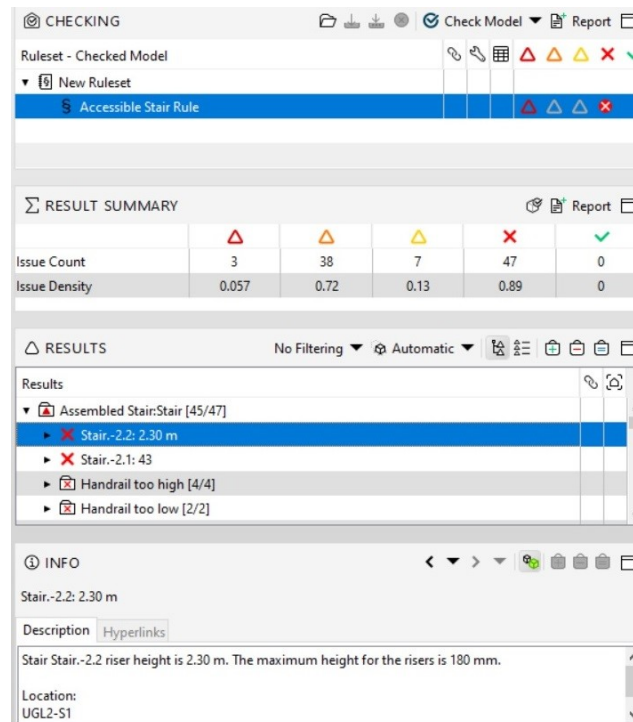 CHECKING Check Model Report
Ruleset - Checked Model
New Ruleset
§ Accessible Stair Rule
RESULT SUMMARY Report
Issue Count 3 38 7 47 0
Issue Density 0.057 0.72 0.13 0.89 0
RESULTS No Filtering Automatic
Results
Assembled Stair:Stair [45/47]
Stair.-2.2: 2.30 m
Stair.-2.1: 43
Handrail too high [4/4]
Handrail too low [2/2]
INFO
Stair.-2.2: 2.30 m
Description Hyperlinks
Stair Stair.-2.2 riser height is 2.30 m. The maximum height for the risers is 180 mm.
Location:
UGL2-S1